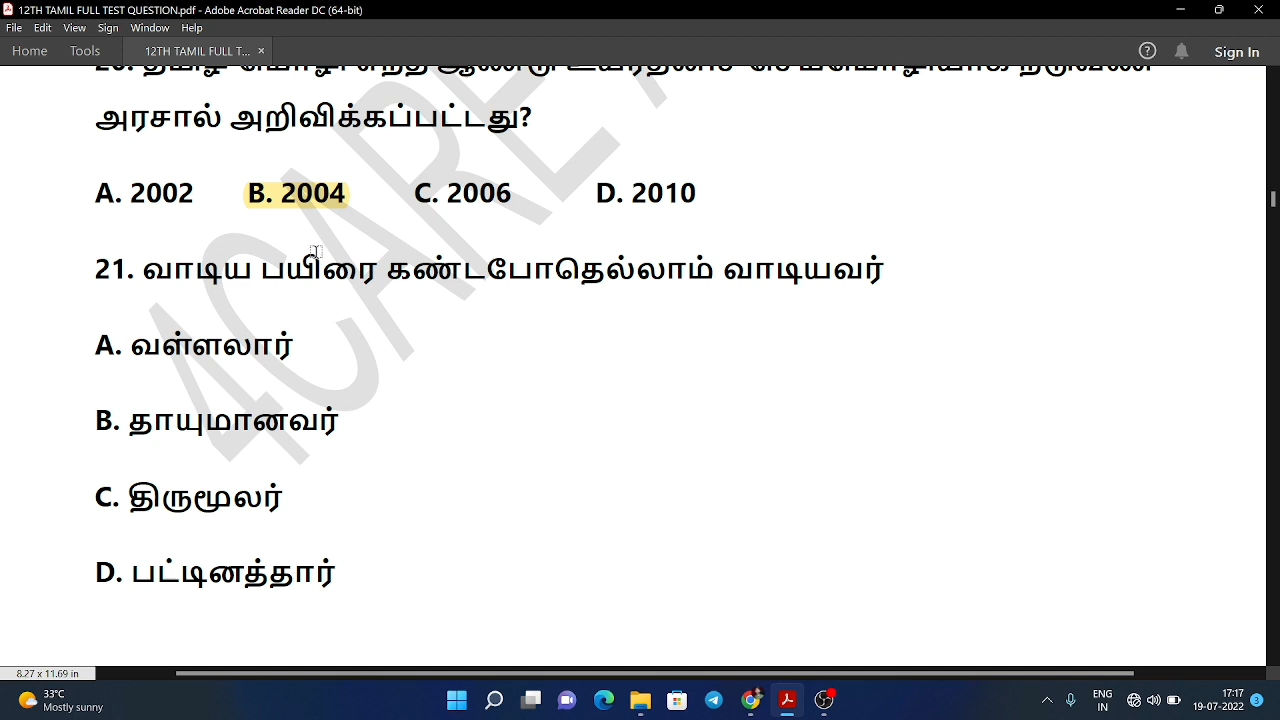 12TH TAMIL FULL TEST QUESTION.pdf - Adobe Acrobat Reader DC (64-bit)
File Edit View Sign Window Help
Home Tools 12TH TAMIL FULL T... × Sign In
அரசால் அறிவிக்கப்பட்டது?
A. 2002 B. 2004 C. 2006 D. 2010
21. வாடிய பயிரை கண்டபோதெல்லாம் வாடியவர்
A. வள்ளலார்
B. தாயுமானவர்
C. திருமூலர்
D. பட்டினத்தார்
4CARE
8.27 x 11.69 in
33°C
Mostly sunny
ENG
IN
17:17
19-07-2022
3